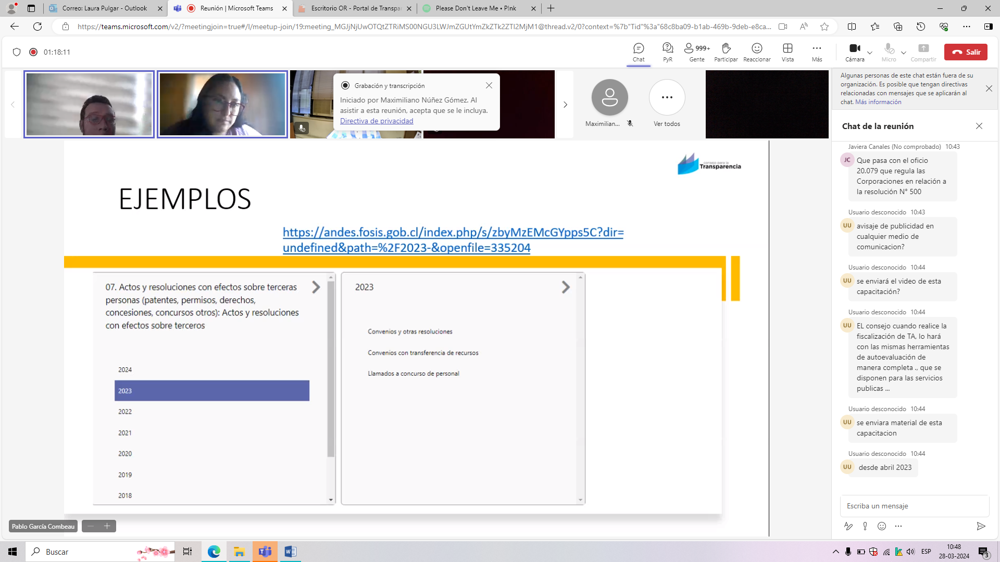 Correo: Laura Pulgar - Outlook
Reunión | Microsoft Teams
Escritorio OR - Portal de Transpa
Please Don't Leave Me • P!nk
https://teams.microsoft.com/v2/?meetingjoin=true#/l/meetup-join/19:meeting_MGJjNjUwOTQtZTRiMS00NGU3LWJmZGUtYmZkZTk2ZTI2MjM1@thread.v2/0?context=%7b"Tid"%3a"68c8ba09-b1ab-469b-9deb-e8ca...
01:18:11
Chat
PyR
999+
Gente
Participar
Reaccionar
Vista
Más
Cámara
Micro
Compartir
Salir
Grabación y transcripción
Iniciado por Maximiliano Núñez Gómez. Al
asistir a esta reunión, acepta que se le incluya.
Directiva de privacidad
Maximilian...
Ver todos
consejo para la
Transparencia
EJEMPLOS
https://andes.fosis.gob.cl/index.php/s/zbyMzEMcGYpps5C?dir=
undefined&path=%2F2023-&openfile=335204
07. Actos y resoluciones con efectos sobre terceras
personas (patentes, permisos, derechos,
concesiones, concursos otros): Actos y resoluciones
con efectos sobre terceros
2024
2023
2022
2021
2020
2019
2018
2023
Convenios y otras resoluciones
Convenios con transferencia de recursos
Llamados a concurso de personal
Pablo García Combeau
Algunas personas de este chat están fuera de su
organización. Es posible que tengan directivas
relacionadas con mensajes que se aplicarán al
chat. Más información
Chat de la reunión
Javiera Canales (No comprobado) 10:43
JC
Que pasa con el oficio
20.079 que regula las
Corporaciones en relación a
la resolución N° 500
Usuario desconocido 10:43
UU
avisaje de publicidad en
cualquier medio de
comunicacion?
Usuario desconocido 10:44
UU
se enviará el video de esta
capacitación?
Usuario desconocido 10:44
UU
EL consejo cuando realice la
fiscalización de TA, lo hará
con las mismas herramientas
de autoevaluación de
manera completa ., que se
disponen para las servicios
publicas ...
Usuario desconocido 10:44
UU
se enviara material de esta
capacitacion
Usuario desconocido 10:44
UU
desde abril 2023
Escriba un mensaje
Buscar
ESP
10:48
28-03-2024
3